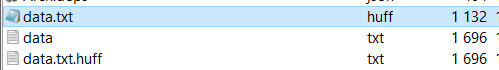 data.txt huff 1 132
data txt 1 696
data.txt.huff txt 1 696